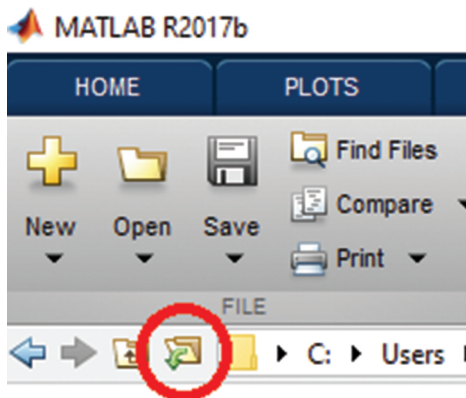 MATLAB R2017b
HOME PLOTS
Find Files
Compare
Print
New Open Save
FILE
C: Users